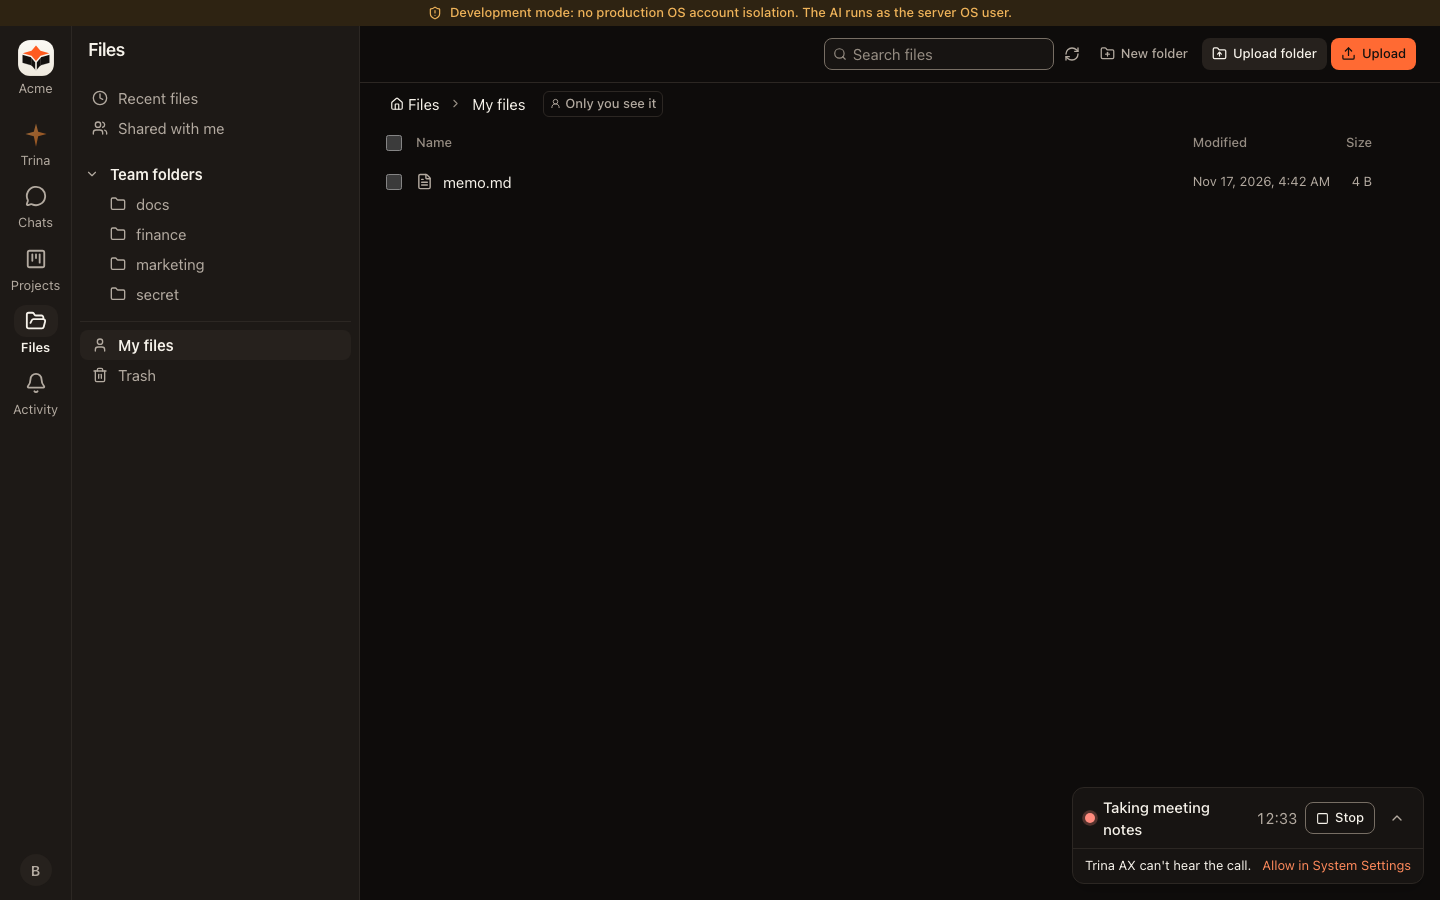 Development mode: no production OS account isolation. The AI runs as the server OS user.
Acme
Trina
Chats
Projects
Files
Activity
B
Files
Recent files
Shared with me
Team folders
docs
finance
marketing
secret
My files
Trash
Search files
New folder
Upload folder
Upload
Files
My files
Only you see it
Name
Modified
Size
memo.md
Nov 17, 2026, 4:42 AM
4 B
Taking meeting
notes
12:33
Stop
Trina AX can't hear the call.
Allow in System Settings